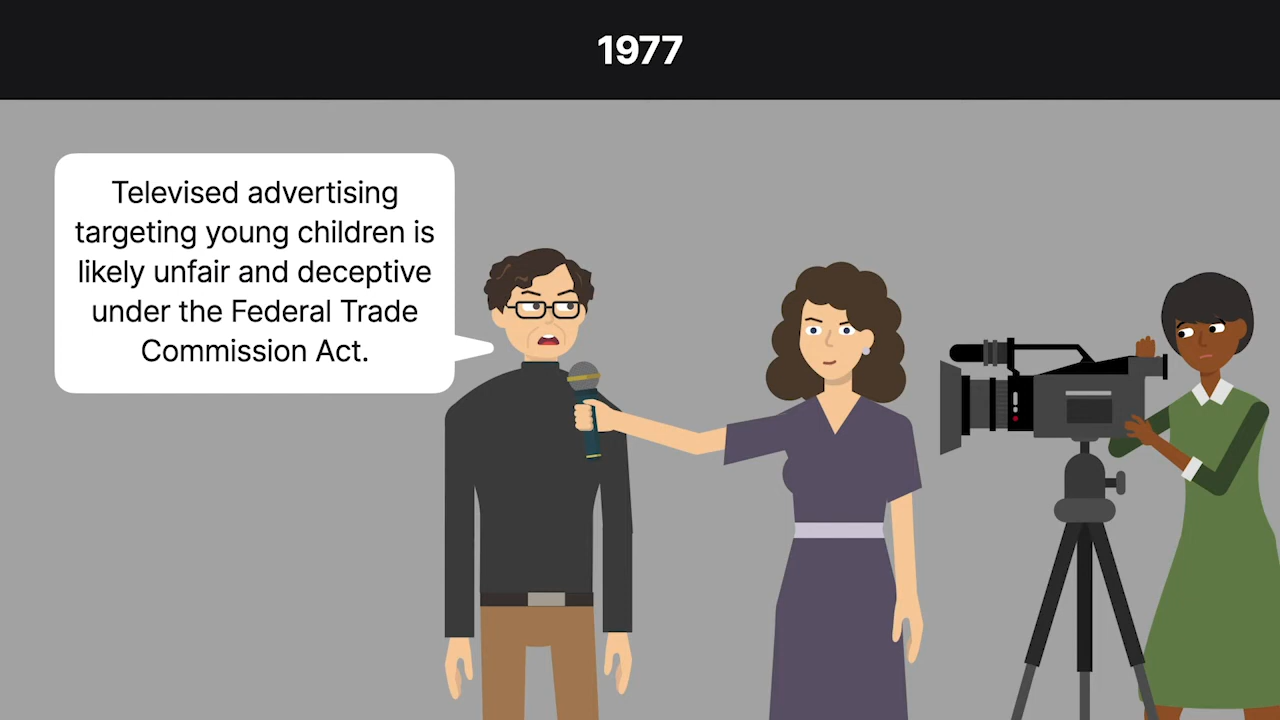 1977
Televised advertising
targeting young children is
likely unfair and deceptive
under the Federal Trade
Commission Act.